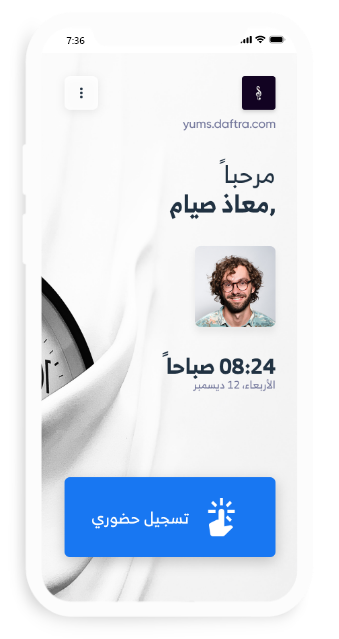 7:36
yums.daftra.com
مرحباً
معاذ صيام,
08:24 صباحاً
الأربعاء، 12 ديسمبر
تسجيل حضوري